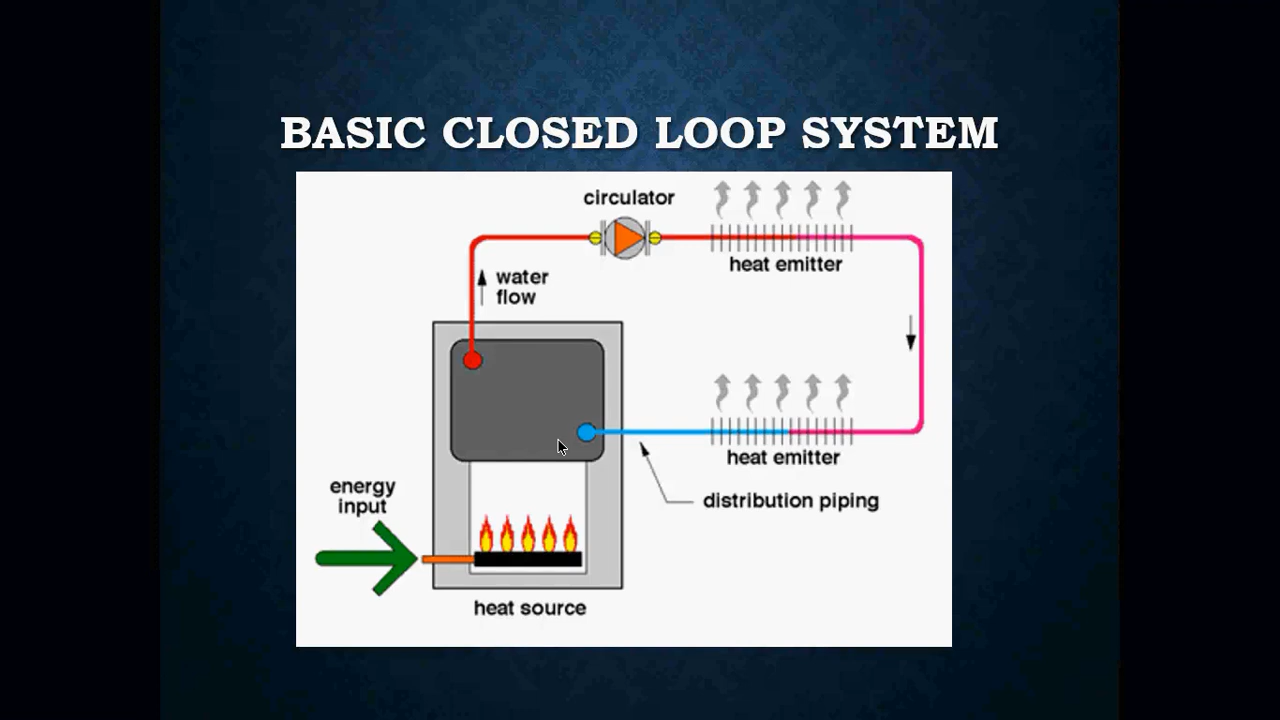 BASIC CLOSED LOOP SYSTEM
circulator
heat emitter
water
flow
heat emitter
energy
input
distribution piping
heat source